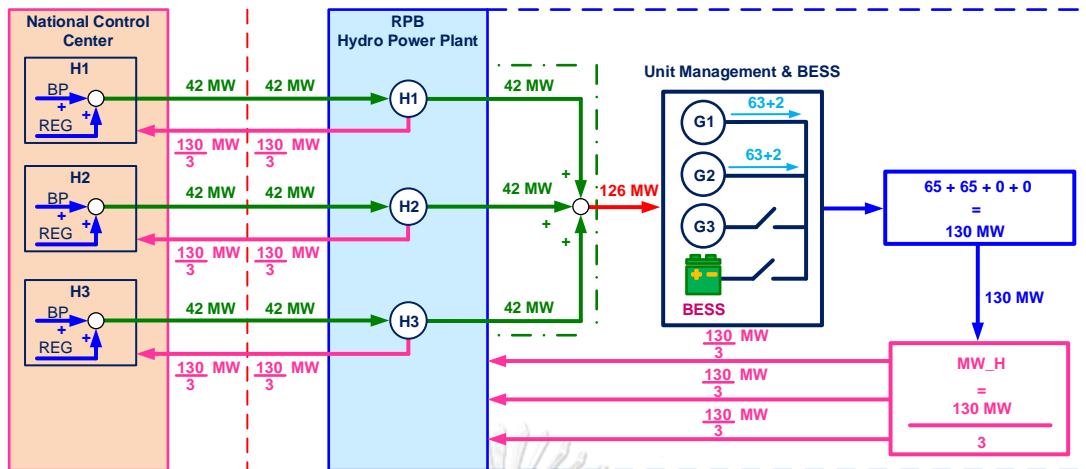 National Control
Center
RPB
Hydro Power Plant
Unit Management & BESS
H1
BP
+
+
REG
42 MW
42 MW
H1
42 MW
130
3
MW
130
3
MW
H2
BP
+
+
REG
42 MW
42 MW
H2
42 MW
130
3
MW
130
3
MW
H3
BP
+
+
REG
42 MW
42 MW
H3
42 MW
130
3
MW
130
3
MW
+
+
+
126 MW
G1
63+2
G2
63+2
G3
BESS
65 + 65 + 0 + 0
=
130 MW
130 MW
MW_H
=
130 MW
3
130
3
MW
130
3
MW
130
3
MW